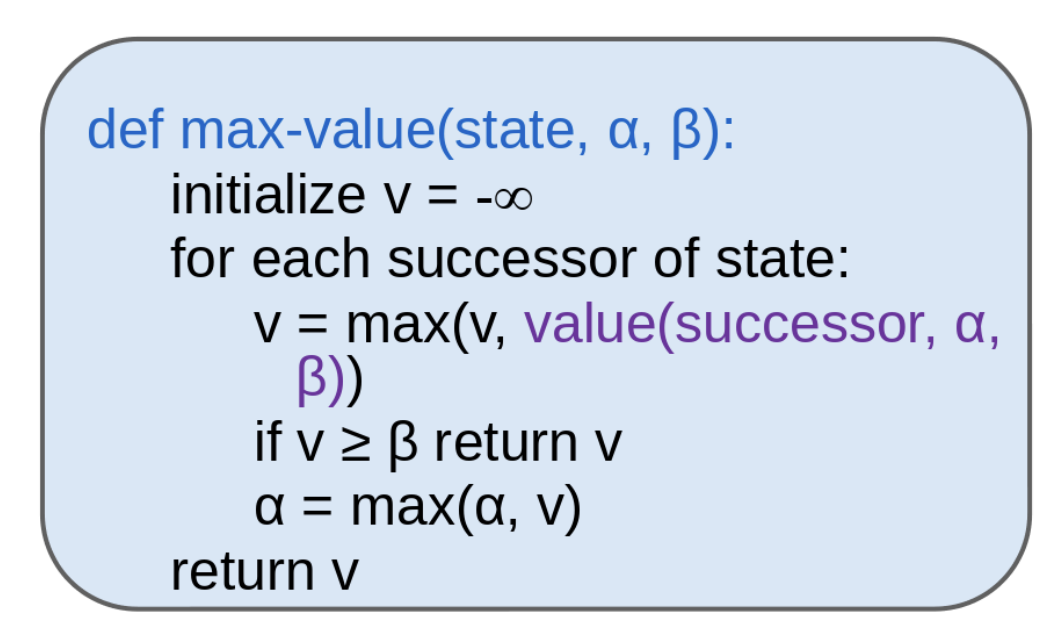 def max-value(state, α, β):
initialize v = -∞
for each successor of state:
v = max(v, value(successor, α,
β))
if v ≥ β return v
α = max(α, v)
return v